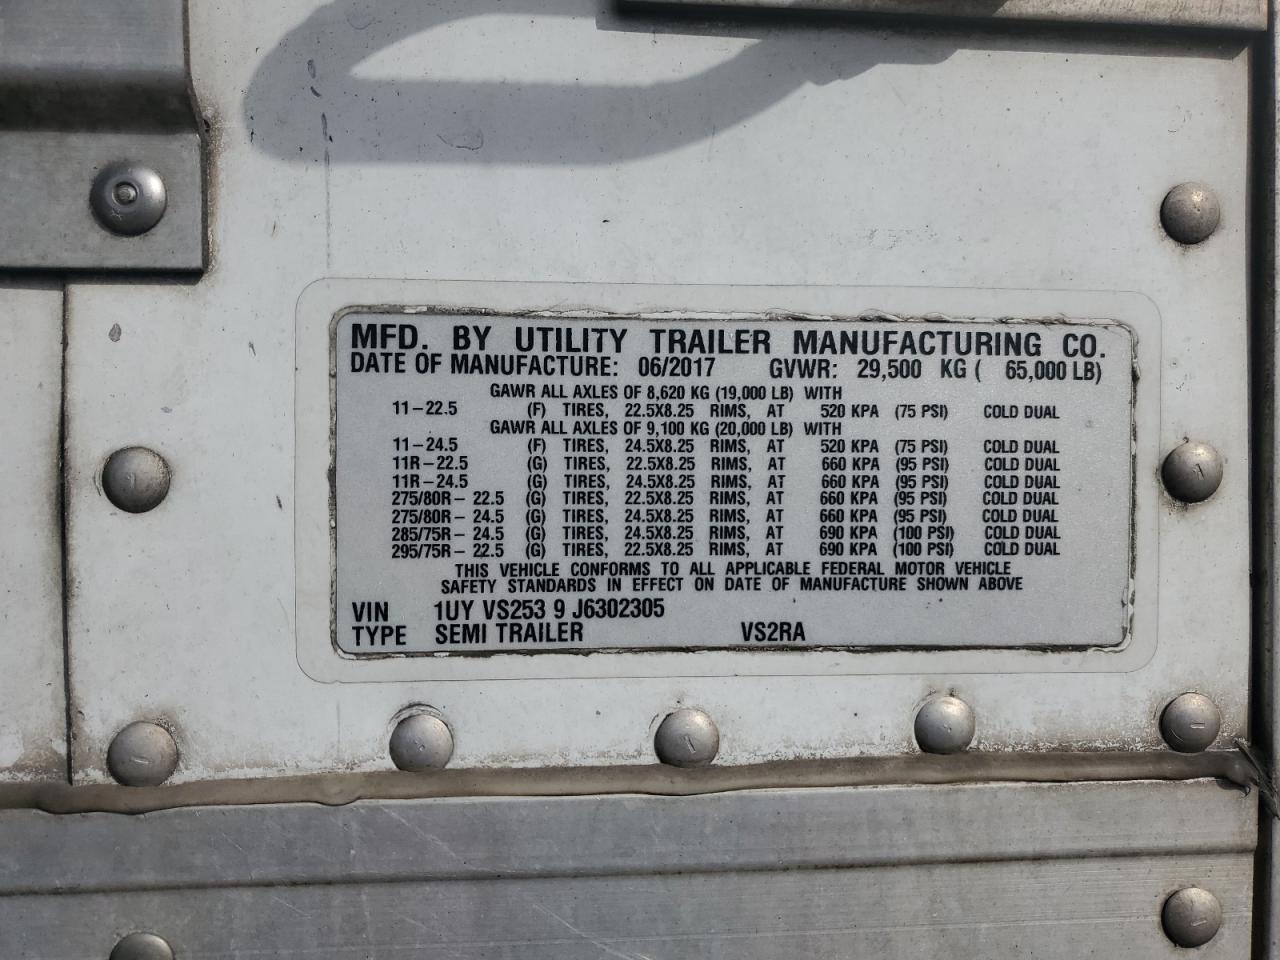 MFD. BY UTILITY TRAILER MANUFACTURING CO.
DATE OF MANUFACTURE: 06/2017 GVWR: 29,500 KG ( 65,000 LB)
GAWR ALL AXLES OF 8,620 KG (19,000 LB) WITH
11-22.5 (F) TIRES, 22.5X8.25 RIMS, AT 520 KPA (75 PSI) COLD DUAL
GAWR ALL AXLES OF 9,100 KG (20,000 LB) WITH
11-24.5 (F) TIRES, 24.5X8.25 RIMS, AT 520 KPA (75 PSI) COLD DUAL
11R-22.5 (G) TIRES, 22.5X8.25 RIMS, AT 660 KPA (95 PSI) COLD DUAL
11R-24.5 (G) TIRES, 24.5X8.25 RIMS, AT 660 KPA (95 PSI) COLD DUAL
275/80R- 22.5 (G) TIRES, 22.5X8.25 RIMS, AT 660 KPA (95 PSI) COLD DUAL
275/80R- 24.5 (G) TIRES, 24.5X8.25 RIMS, AT 660 KPA (95 PSI) COLD DUAL
285/75R- 24.5 (G) TIRES, 24.5X8.25 RIMS, AT 690 KPA (100 PSI) COLD DUAL
295/75R- 22.5 (G) TIRES, 22.5X8.25 RIMS, AT 690 KPA (100 PSI) COLD DUAL
THIS VEHICLE CONFORMS TO ALL APPLICABLE FEDERAL MOTOR VEHICLE
SAFETY STANDARDS IN EFFECT ON DATE OF MANUFACTURE SHOWN ABOVE
VIN 1UY VS253 9 J6302305
TYPE SEMI TRAILER VS2RA